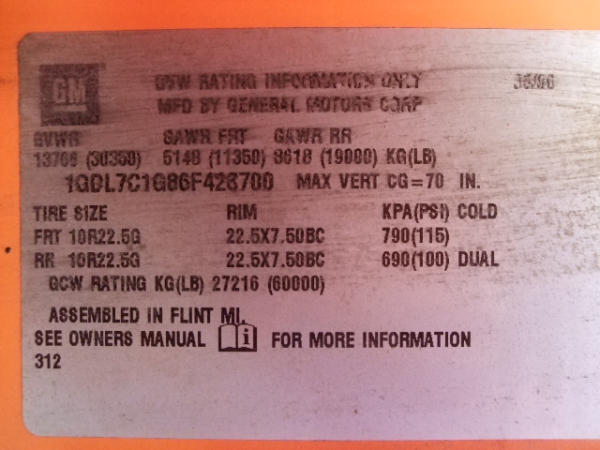 GM
GCW RATING INFORMATION ONLY
MFD BY GENERAL MOTORS CORP
GVWR GAWR FRT GAWR RR
13766 (30350) 5148 (11350) 8618 (19000) KG(LB)
1GDL7C1G86F428700 MAX VERT CG=70 IN.
TIRE SIZE RIM KPA(PSI) COLD
FRT 10R22.5G 22.5X7.50BC 790(115)
RR 10R22.5G 22.5X7.50BC 690(100) DUAL
GCW RATING KG(LB) 27216 (60000)
ASSEMBLED IN FLINT MI.
SEE OWNERS MANUAL i FOR MORE INFORMATION
312